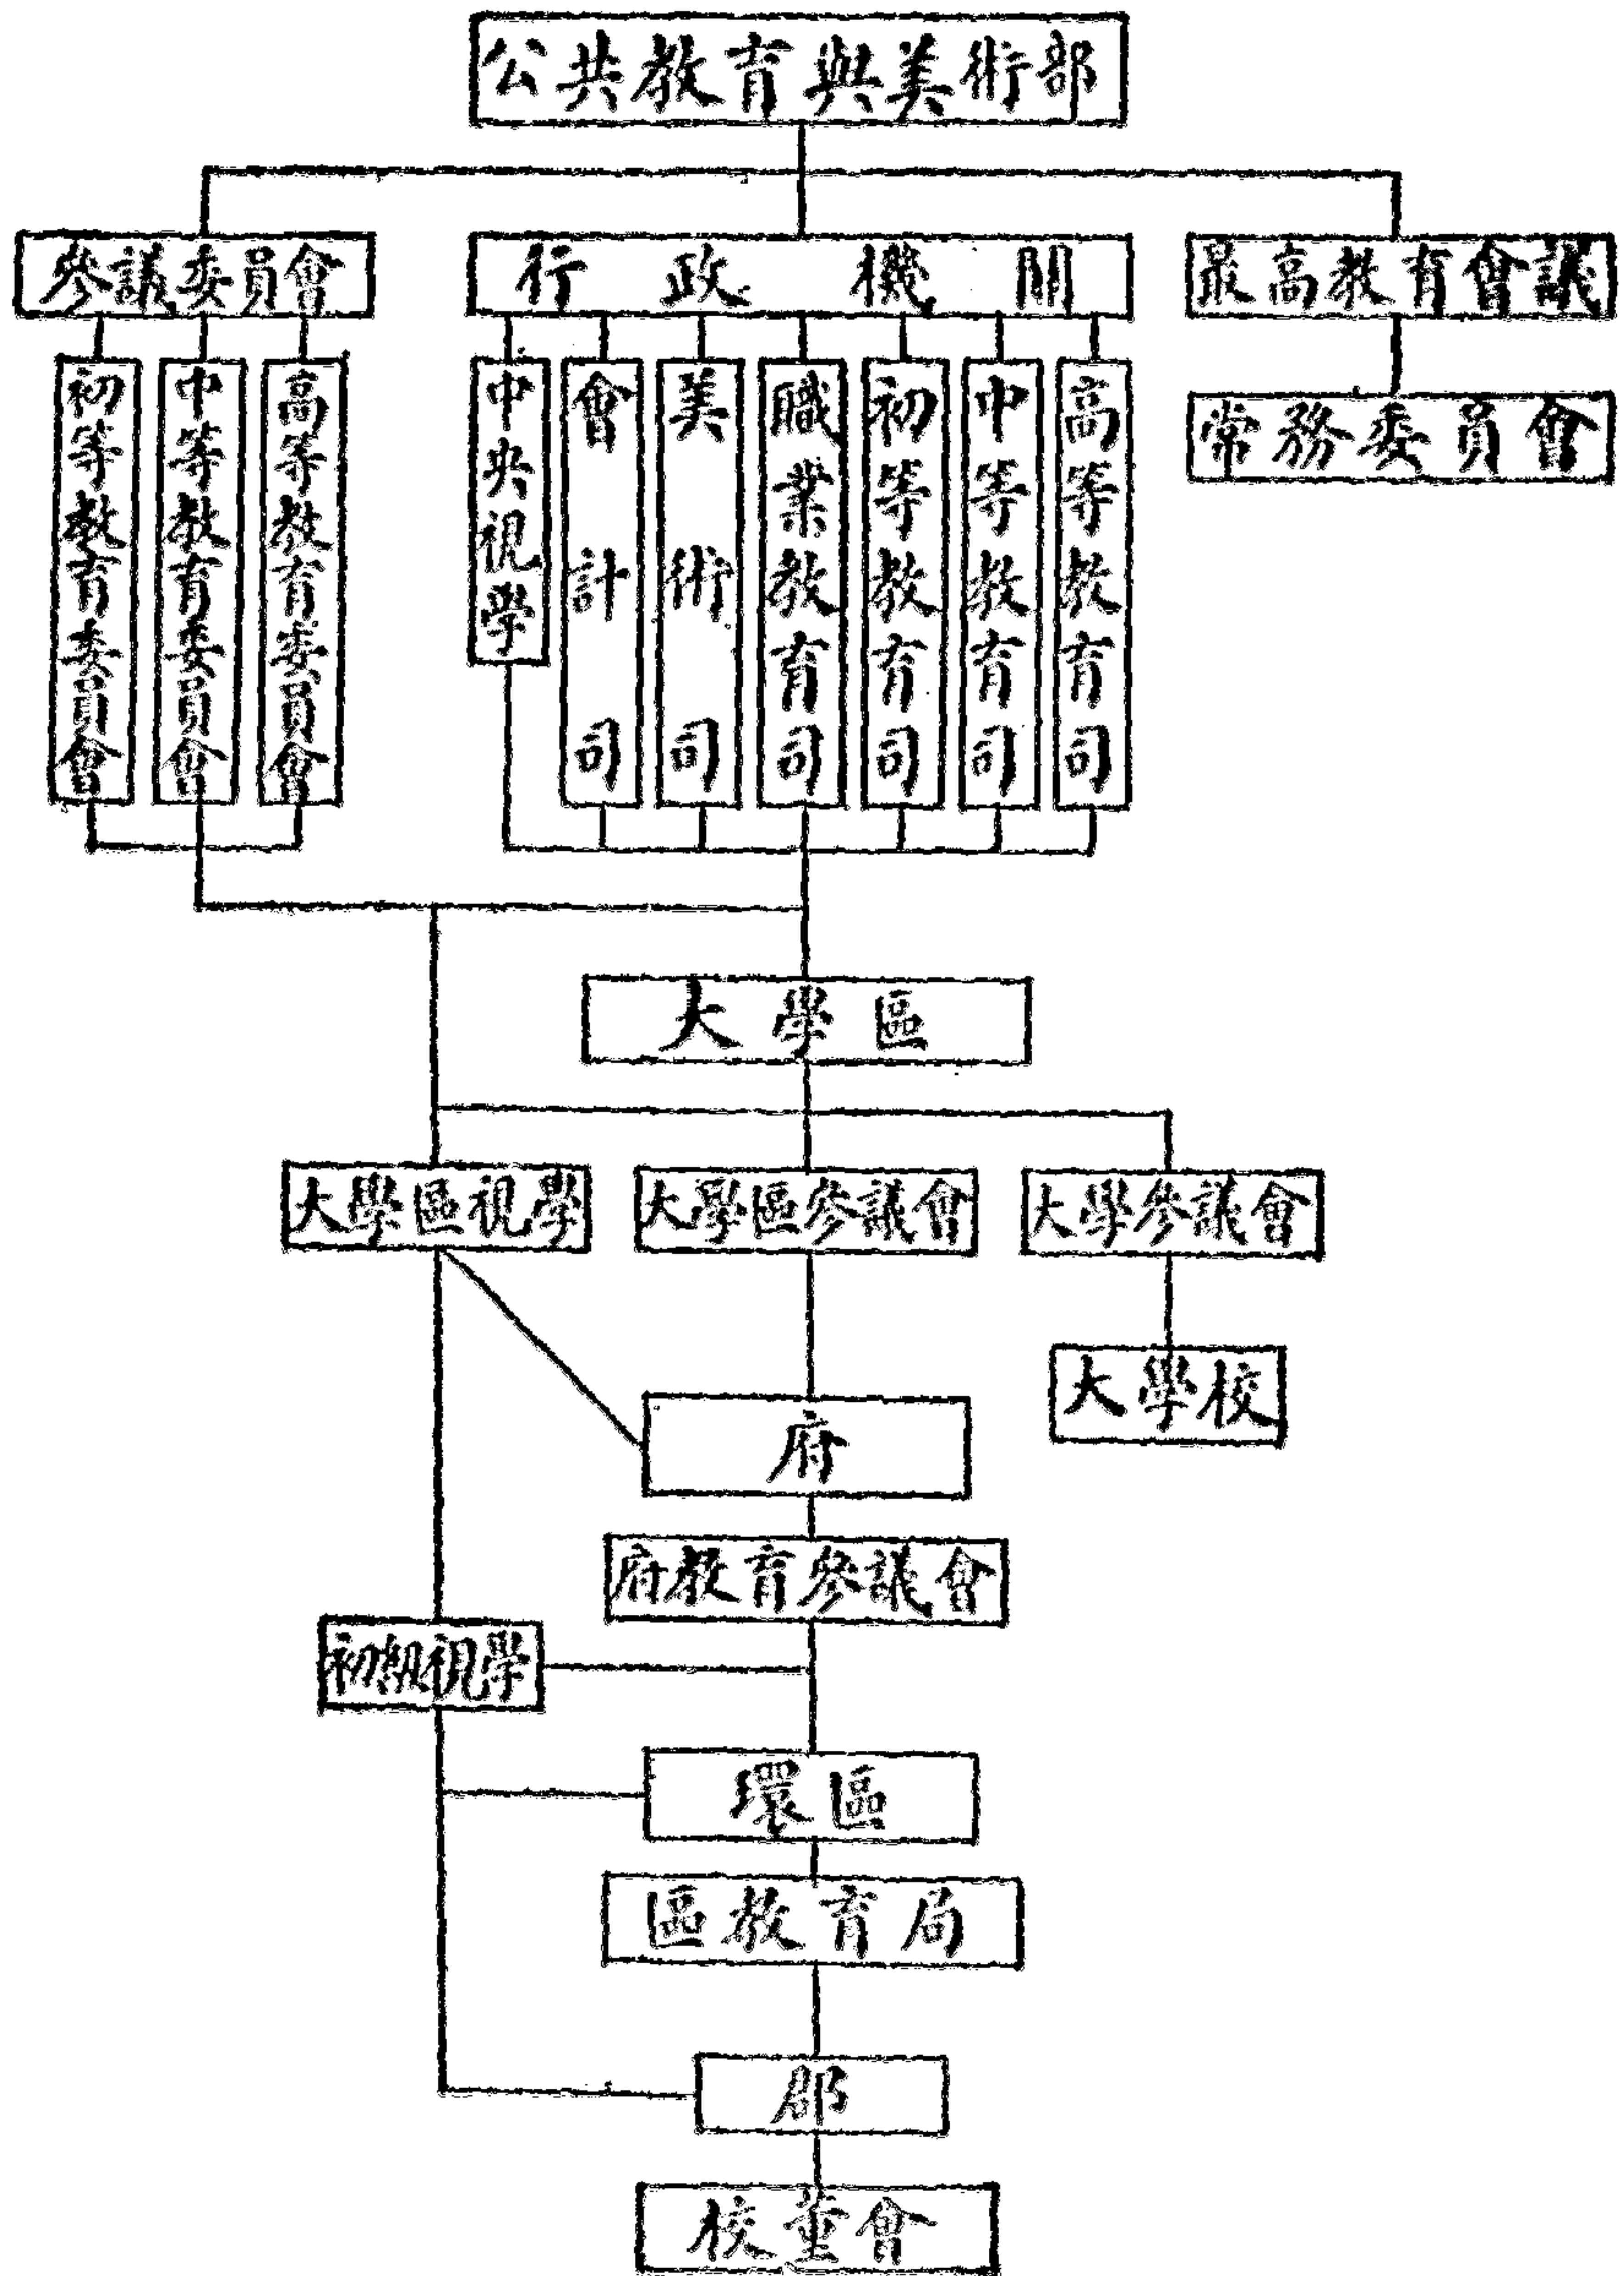 公共教育與美術部
參議委員會
行政機關
最高教育會議
初等教育委員會
中等教育委員會
高等教育委員會
中央視學
會計司
美術司
職業教育司
初等教育司
中等教育司
高等教育司
常務委員會
大學區
大學區視學
大學區參議會
大學參議會
大學校
府
府教育參議會
初級視學
環區
區教育局
校董會